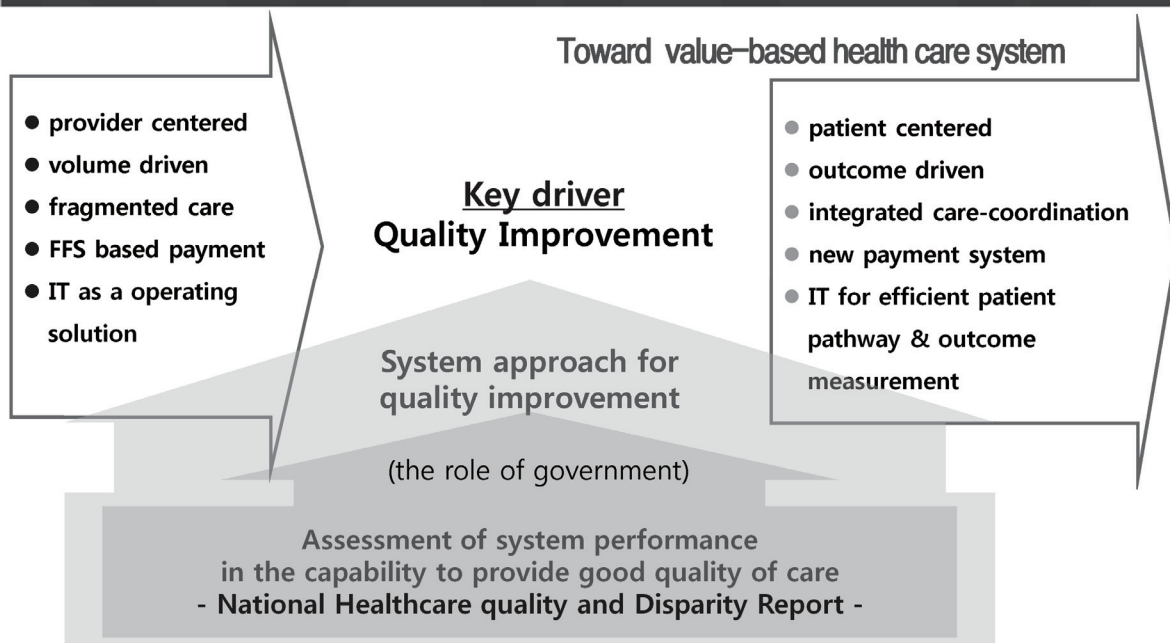 Toward value-based health care system
● provider centered
● volume driven
● fragmented care
● FFS based payment
● IT as a operating
solution
Key driver
Quality Improvement
● patient centered
● outcome driven
● integrated care-coordination
● new payment system
● IT for efficient patient
pathway & outcome
measurement
System approach for
quality improvement
(the role of government)
Assessment of system performance
in the capability to provide good quality of care
- National Healthcare quality and Disparity Report -